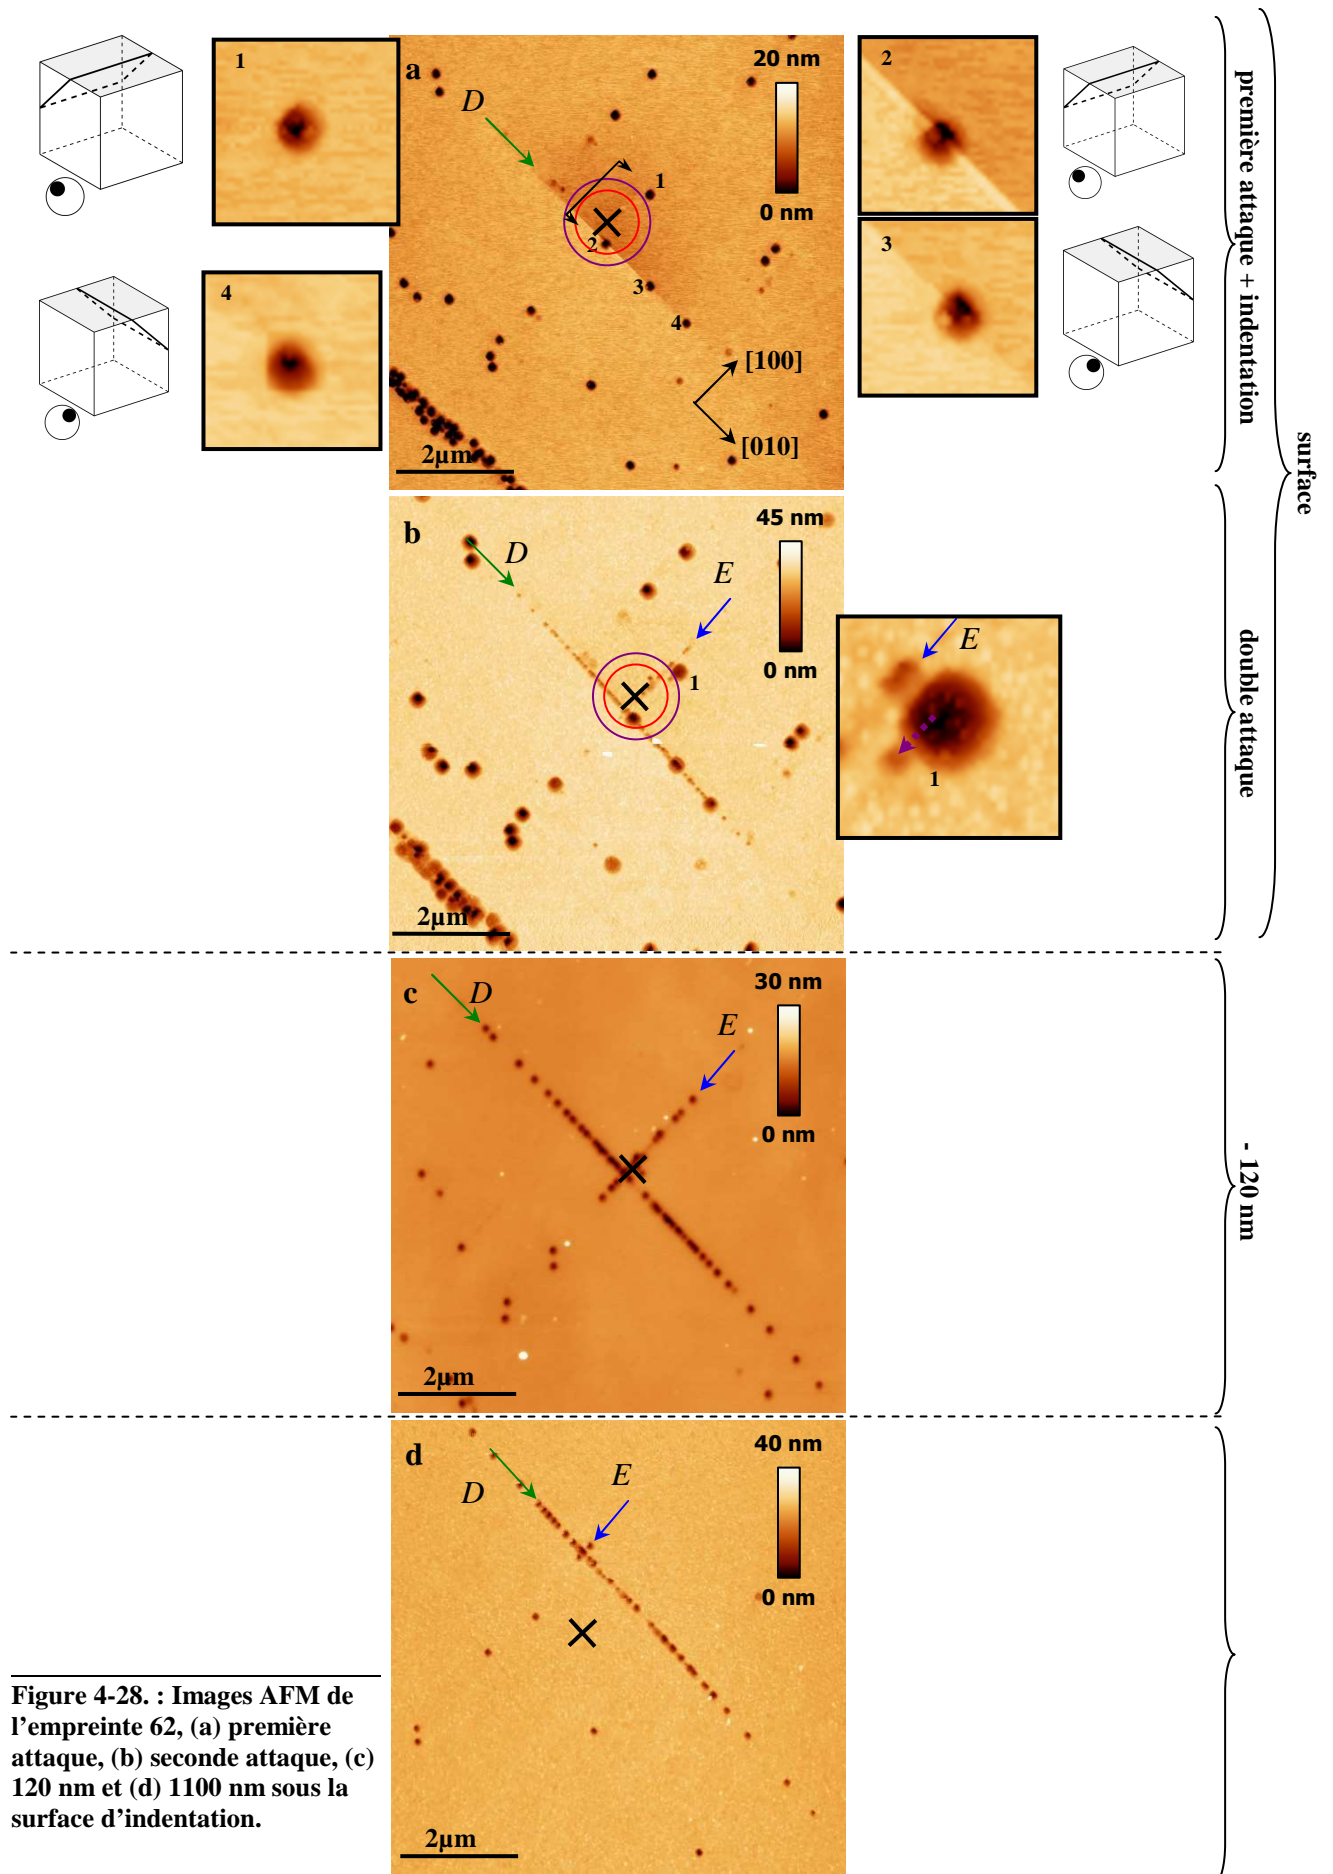 1
a
D
20 nm
0 nm
1
2
3
4
[100]
[010]
2µm
2
3
4
première attaque + indentation
surface
b
D
E
45 nm
0 nm
1
2µm
E
1
double attaque
c
D
E
30 nm
0 nm
2µm
- 120 nm
d
D
E
40 nm
0 nm
2µm
Figure 4-28. : Images AFM de
l’empreinte 62, (a) première
attaque, (b) seconde attaque, (c)
120 nm et (d) 1100 nm sous la
surface d’indentation.